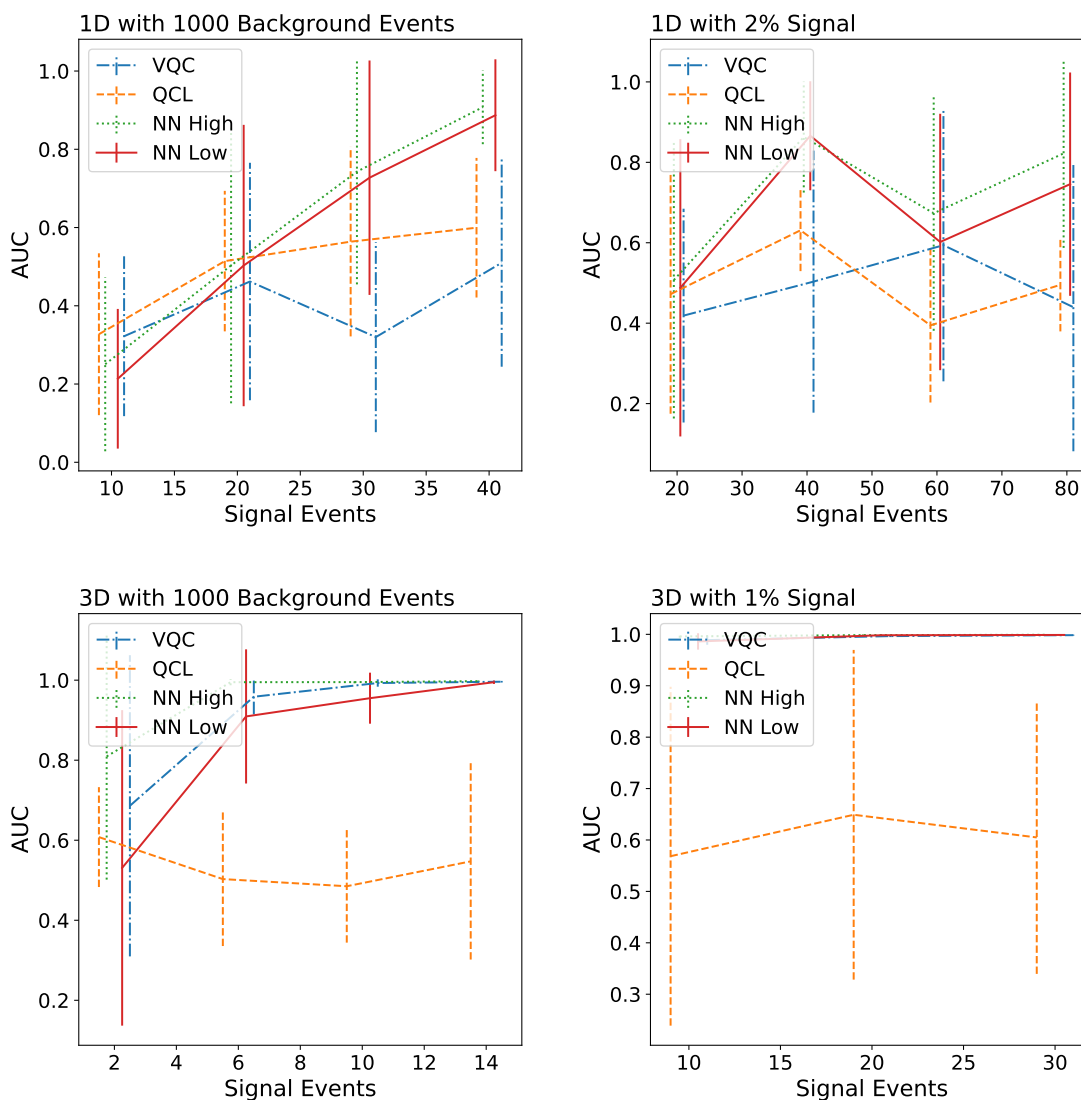 1D with 1000 Background Events
VQC
QCL
NN High
NN Low
1.0
0.8
0.6
0.4
0.2
0.0
AUC
10 15 20 25 30 35 40
Signal Events
1D with 2% Signal
VQC
QCL
NN High
NN Low
1.0
0.8
0.6
0.4
0.2
AUC
20 30 40 50 60 70 80
Signal Events
3D with 1000 Background Events
VQC
QCL
NN High
NN Low
1.0
0.8
0.6
0.4
0.2
AUC
2 4 6 8 10 12 14
Signal Events
3D with 1% Signal
VQC
QCL
NN High
NN Low
1.0
0.9
0.8
0.7
0.6
0.5
0.4
0.3
AUC
10 15 20 25 30
Signal Events